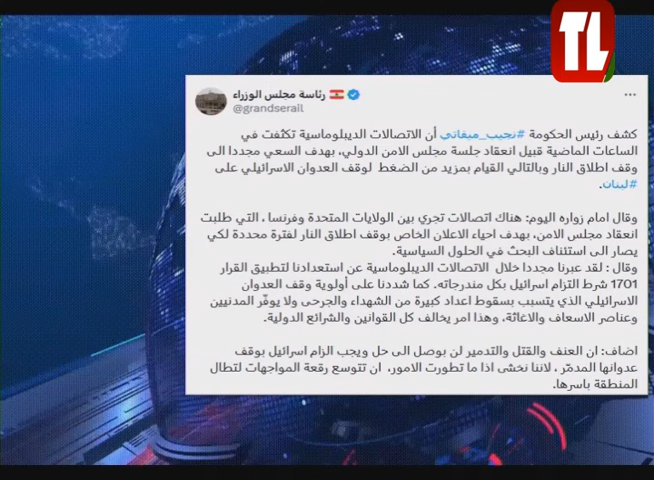 TL
رئاسة مجلس الوزراء
@grandserail
كشف رئيس الحكومة #نجيب_ميقاتي أن الاتصالات الديبلوماسية تكثفت في
الساعات الماضية قبيل انعقاد جلسة مجلس الامن الدولي، بهدف السعي مجددا الى
وقف اطلاق النار وبالتالي القيام بمزيد من الضغط لوقف العدوان الاسرائيلي على
#لبنان.
وقال امام زواره اليوم: هناك اتصالات تجري بين الولايات المتحدة وفرنسا ، التي طلبت
انعقاد مجلس الامن، بهدف احياء الاعلان الخاص بوقف اطلاق النار لفترة محددة لكي
يصار الى استئناف البحث في الحلول السياسية.
وقال : لقد عبرنا مجددا خلال الاتصالات الديبلوماسية عن استعدادنا لتطبيق القرار
1701 شرط التزام اسرائيل بكل مندرجاته. كما شددنا على أولوية وقف العدوان
الاسرائيلي الذي يتسبب بسقوط اعداد كبيرة من الشهداء والجرحى ولا يوفّر المدنيين
وعناصر الاسعاف والاغاثة، وهذا امر يخالف كل القوانين والشرائع الدولية.
اضاف: ان العنف والقتل والتدمير لن يوصل الى حل ويجب الزام اسرائيل بوقف
عدوانها المدمّر ، لاننا نخشى اذا ما تطورت الامور، ان تتوسع رقعة المواجهات لتطال
المنطقة باسرها.